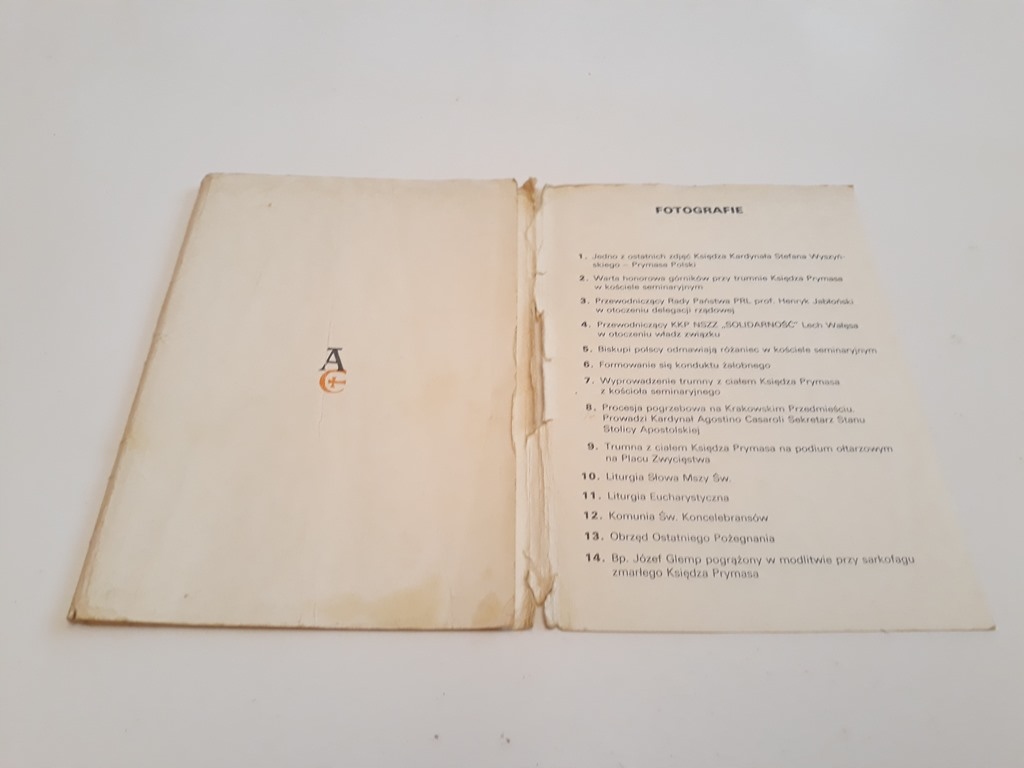 A
C
FOTOGRAFIE
1. Jedno z ostatnich zdjęć Księdza Kardynała Stefana Wyszyń-
skiego – Prymasa Polski
2. Warta honorowa górników przy trumnie Księdza Prymasa
w kościele seminaryjnym
3. Przewodniczący Rady Państwa PRL prof. Henryk Jabłoński
w otoczeniu delegacji rządowej
4. Przewodniczący KKP NSZZ „SOLIDARNOŚĆ" Lech Wałęsa
w otoczeniu władz związku
5. Biskupi polscy odmawiają różaniec w kościele seminaryjnym
6. Formowanie się konduktu żałobnego
7. Wyprowadzenie trumny z ciałem Księdza Prymasa
z kościoła seminaryjnego
8. Procesja pogrzebowa na Krakowskim Przedmieściu.
Prowadzi Kardynał Agostino Casaroli Sekretarz Stanu
Stolicy Apostolskiej
9. Trumna z ciałem Księdza Prymasa na podium ołtarzowym
na Placu Zwycięstwa
10. Liturgia Słowa Mszy Św.
11. Liturgia Eucharystyczna
12. Komunia Św. Koncelebransów
13. Obrzęd Ostatniego Pożegnania
14. Bp. Józef Glemp pogrążony w modlitwie przy sarkofagu
zmarłego Księdza Prymasa